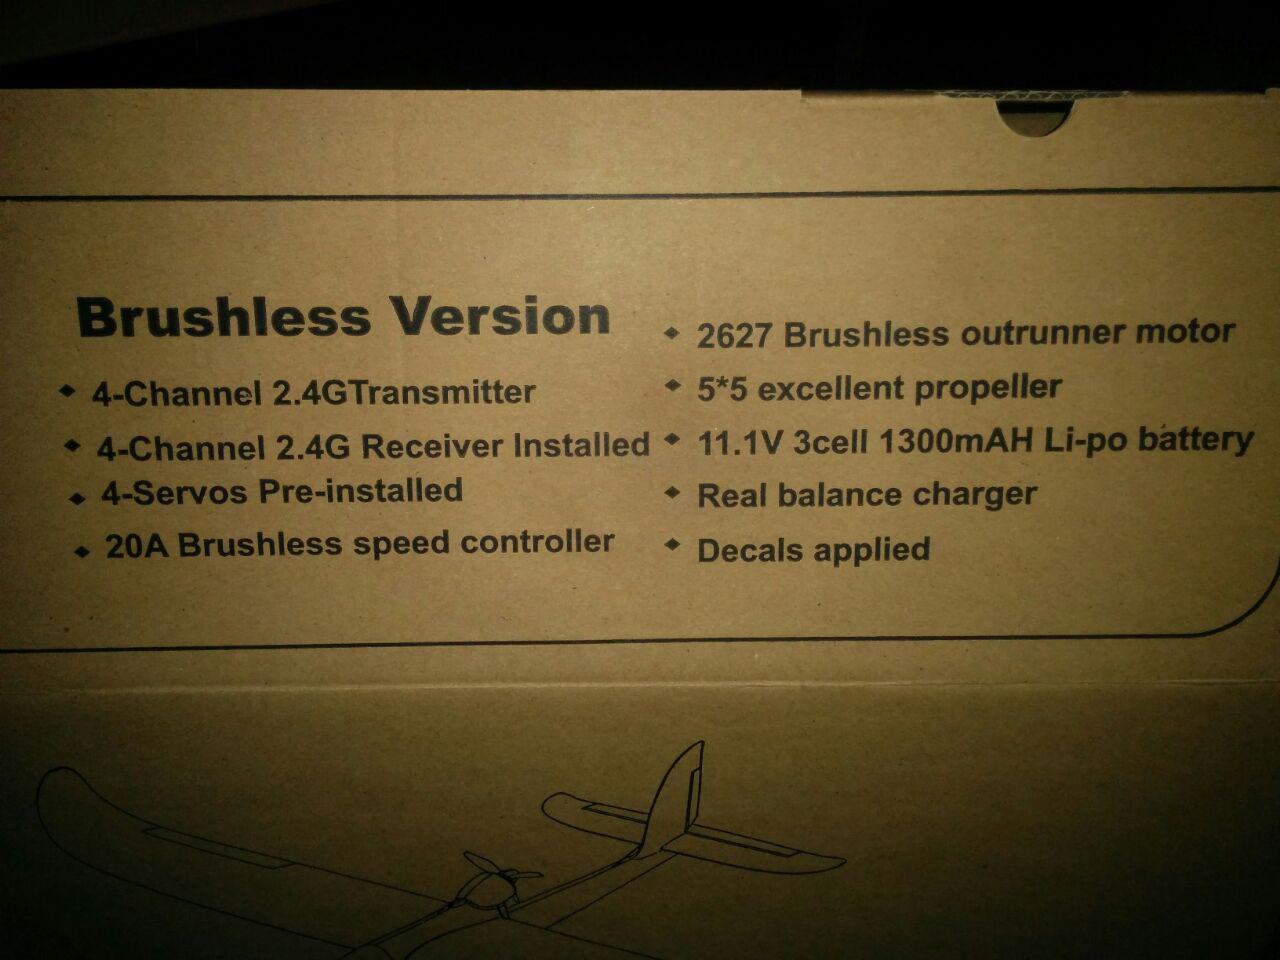 Brushless Version
4-Channel 2.4GTransmitter
4-Channel 2.4G Receiver Installed
4-Servos Pre-installed
20A Brushless speed controller
2627 Brushless outrunner motor
5*5 excellent propeller
11.1V 3cell 1300mAH Li-po battery
Real balance charger
Decals applied